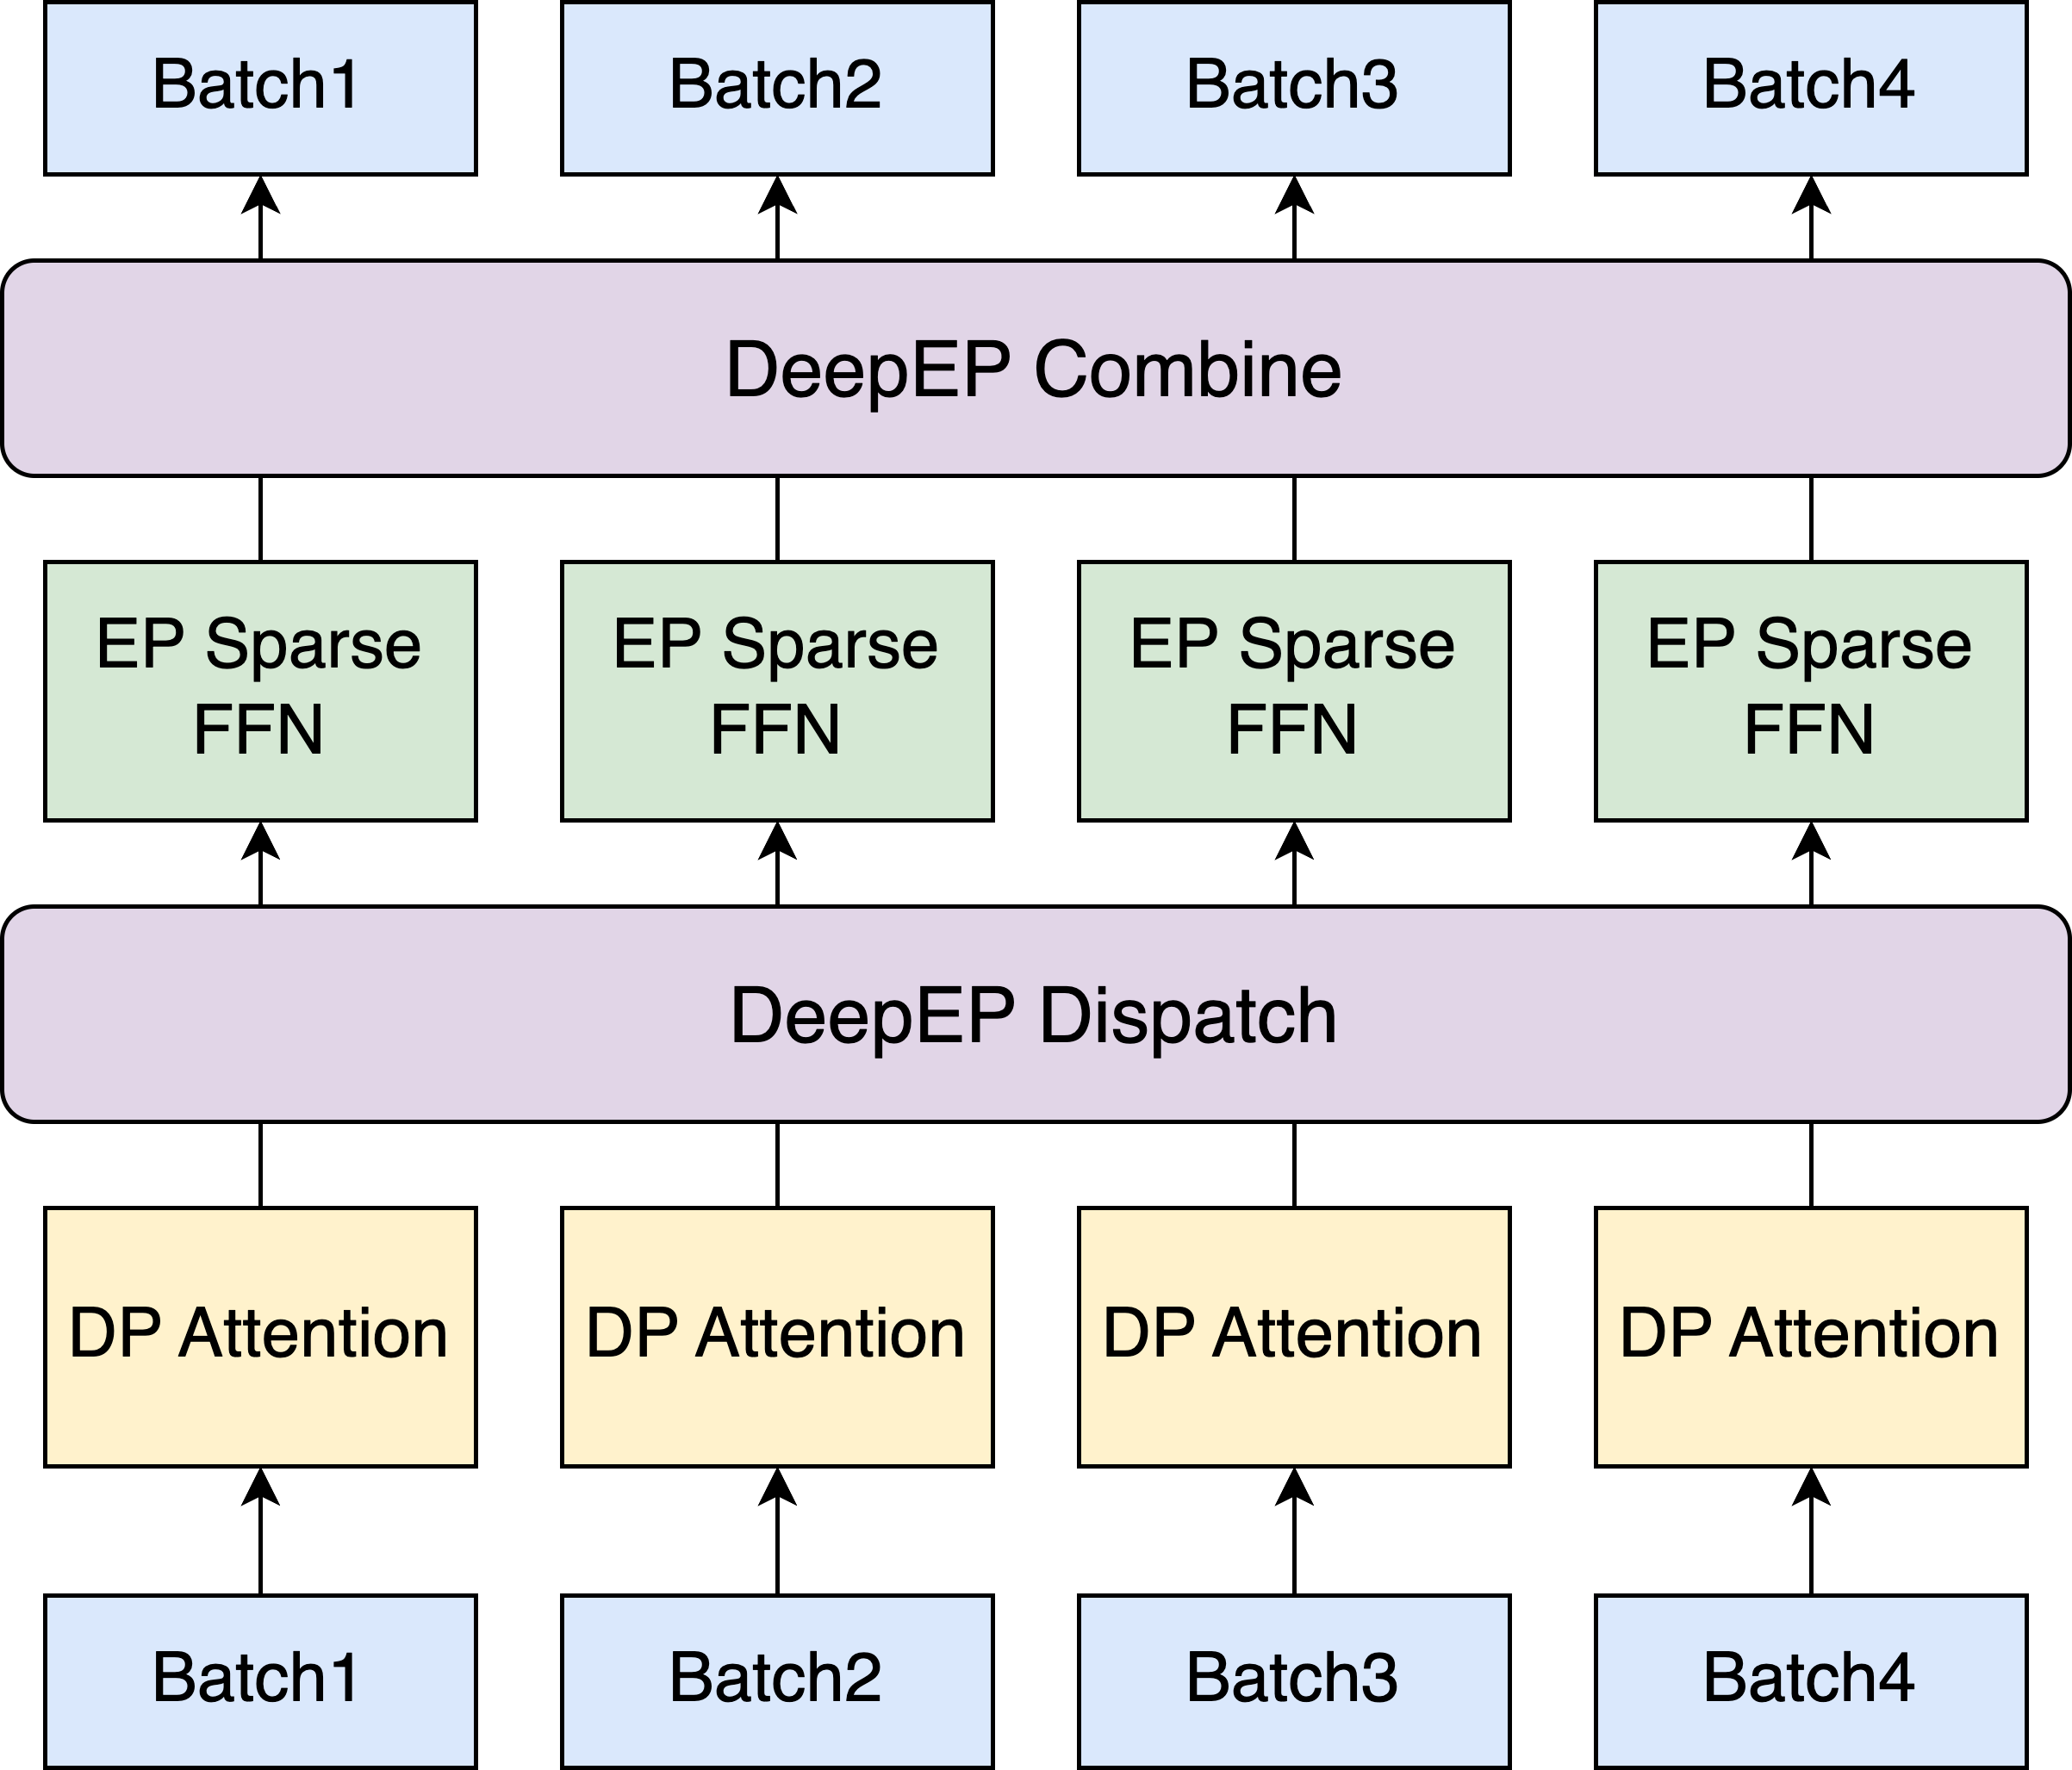 Batch1
Batch2
Batch3
Batch4
DeepEP Combine
EP Sparse
FFN
EP Sparse
FFN
EP Sparse
FFN
EP Sparse
FFN
DeepEP Dispatch
DP Attention
DP Attention
DP Attention
DP Attention
Batch1
Batch2
Batch3
Batch4